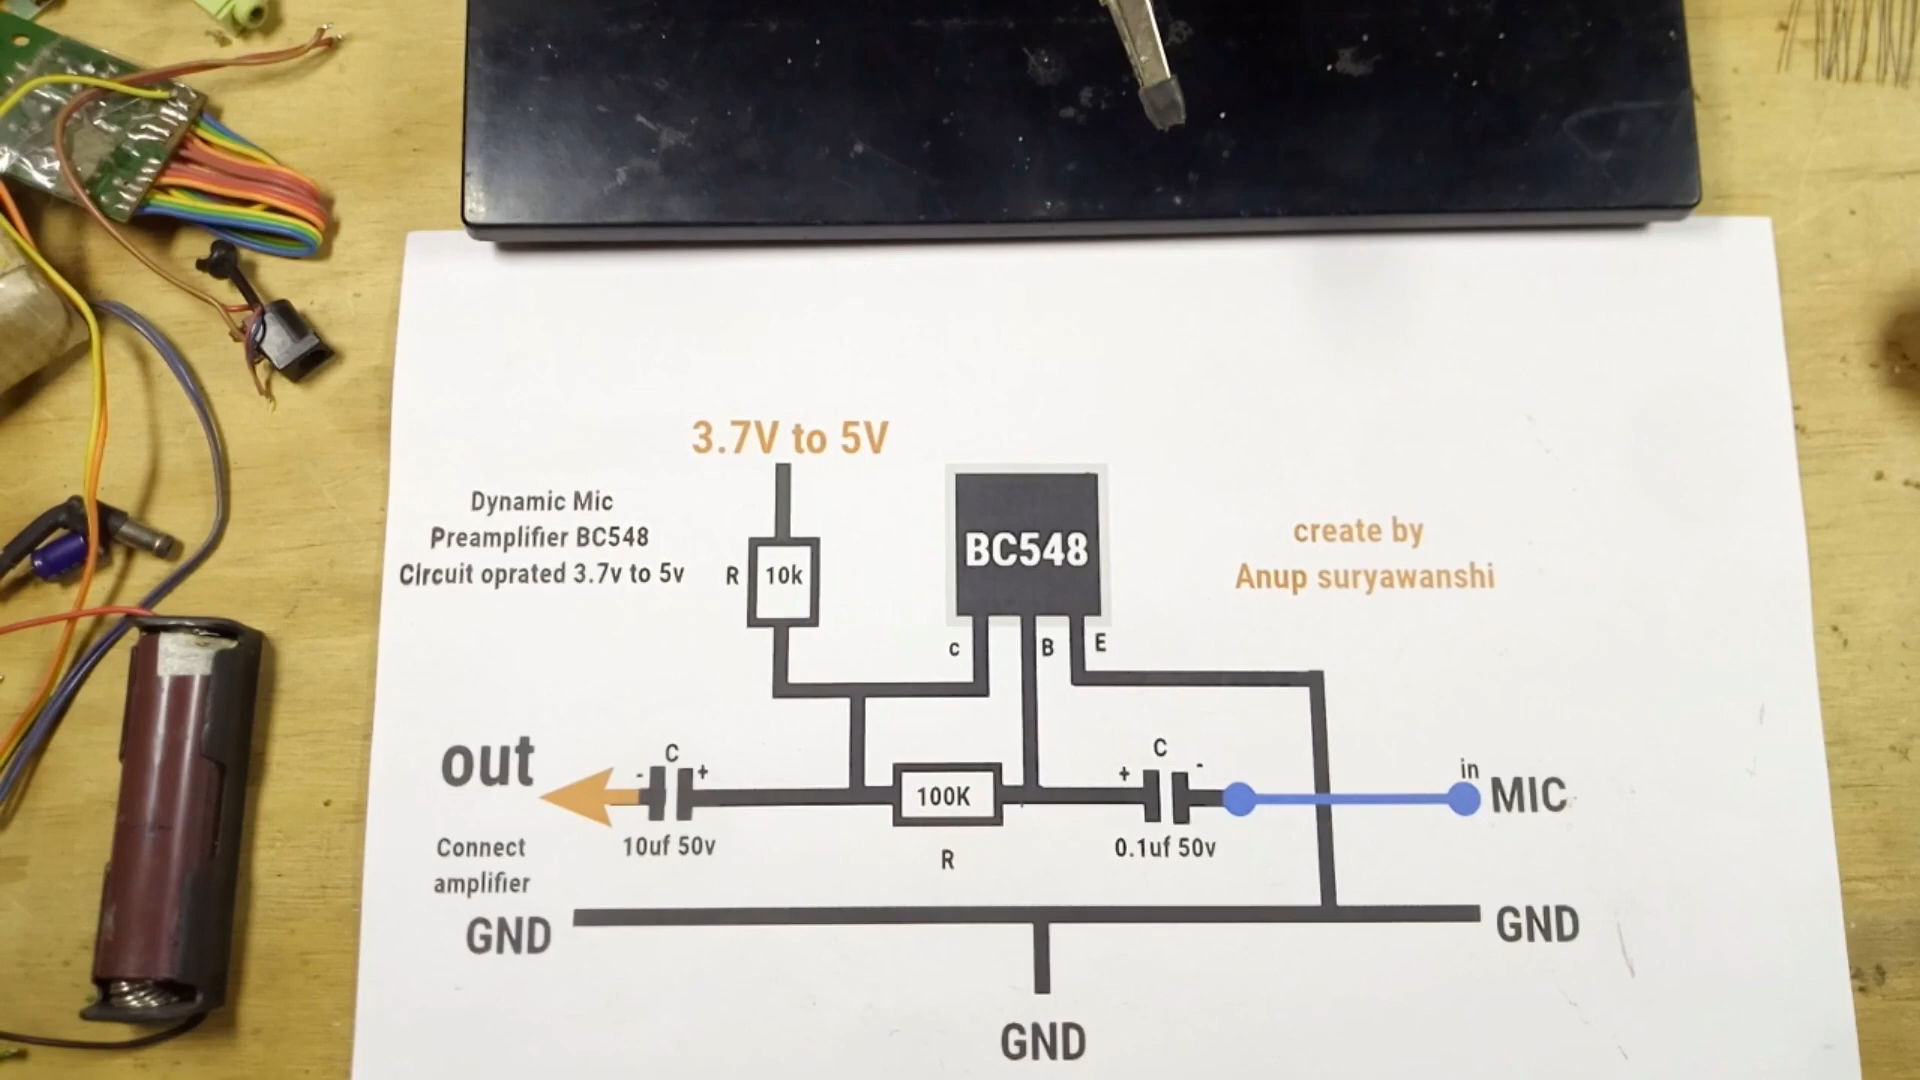 3.7V to 5V
Dynamic Mic
Preamplifier BC548
CIrcuit oprated 3.7v to 5v
R
10k
BC548
create by
Anup suryawanshi
c
B
E
out
- C +
100K
R
+ C -
in
MIC
10uf 50v
0.1uf 50v
Connect
amplifier
GND
GND
GND